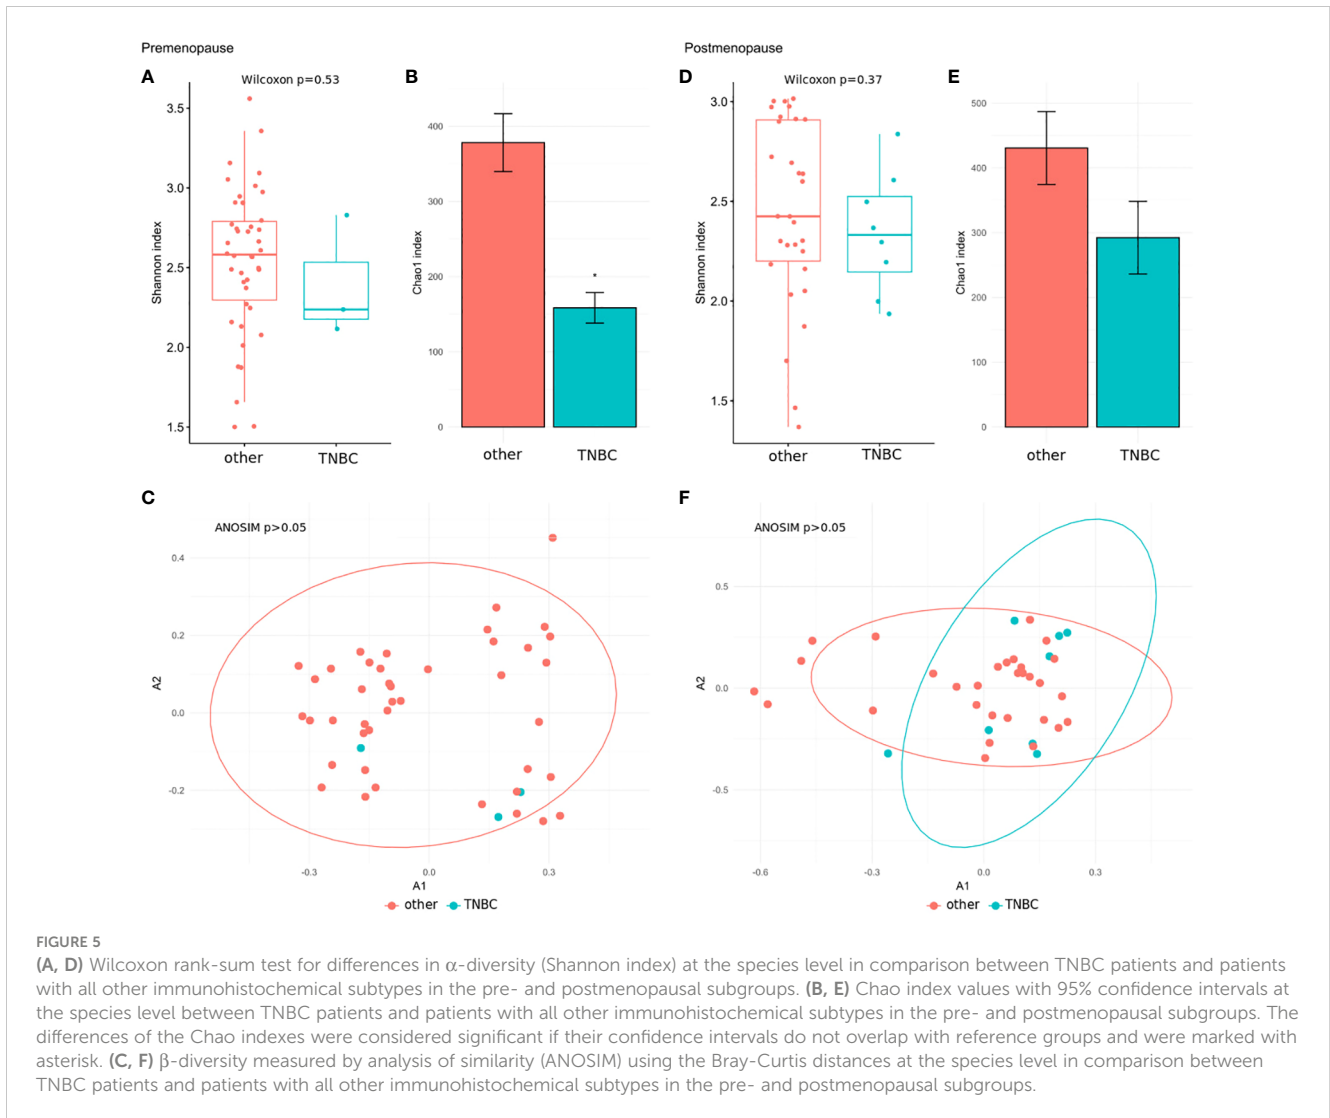 Premenopause
Postmenopause
A
Wilcoxon p=0.53
3.5
3.0
2.5
2.0
1.5
Shannon index
other
TNBC
B
400
300
200
100
0
Chao1 index
*
other
TNBC
D
Wilcoxon p=0.37
3.0
2.5
2.0
1.5
Shannon index
other
TNBC
E
500
400
300
200
100
0
Chao1 index
other
TNBC
C
ANOSIM p>0.05
0.4
0.2
0.0
-0.2
A2
-0.3
0.0
0.3
A1
other
TNBC
F
ANOSIM p>0.05
0.5
0.0
-0.5
A2
-0.6
-0.3
0.0
0.3
A1
other
TNBC
FIGURE 5
(A, D) Wilcoxon rank-sum test for differences in α-diversity (Shannon index) at the species level in comparison between TNBC patients and patients
with all other immunohistochemical subtypes in the pre- and postmenopausal subgroups. (B, E) Chao index values with 95% confidence intervals at
the species level between TNBC patients and patients with all other immunohistochemical subtypes in the pre- and postmenopausal subgroups. The
differences of the Chao indexes were considered significant if their confidence intervals do not overlap with reference groups and were marked with
asterisk. (C, F) β-diversity measured by analysis of similarity (ANOSIM) using the Bray-Curtis distances at the species level in comparison between
TNBC patients and patients with all other immunohistochemical subtypes in the pre- and postmenopausal subgroups.